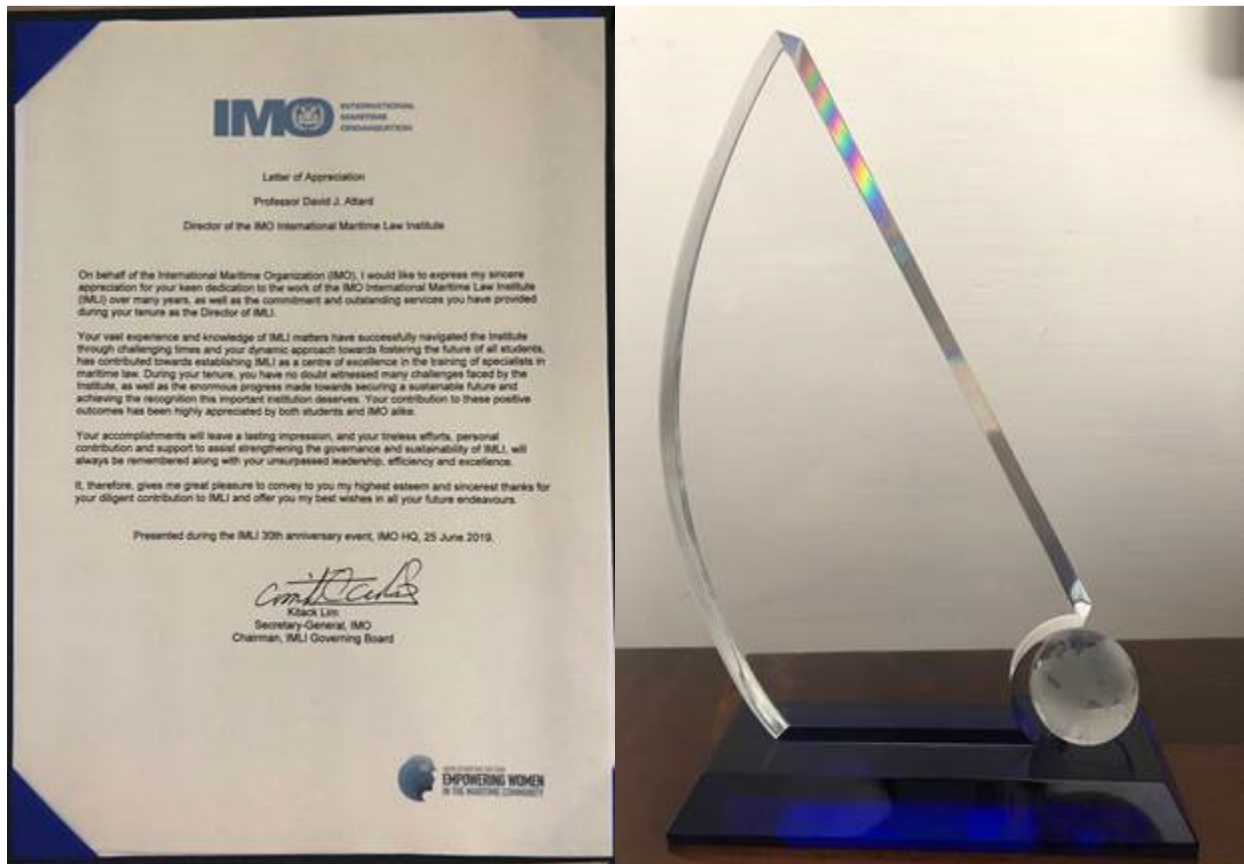 IMO INTERNATIONAL
MARITIME
ORGANIZATION
Letter of Appreciation
Professor David J. Attard
Director of the IMO International Maritime Law Institute
On behalf of the International Maritime Organization (IMO), I would like to express my sincere
appreciation for your keen dedication to the work of the IMO International Maritime Law Institute
(IMLI) over many years, as well as the commitment and outstanding services you have provided
during your tenure as the Director of IMLI.
Your vast experience and knowledge of IMLI matters have successfully navigated the Institute
through challenging times and your dynamic approach towards fostering the future of all students,
has contributed towards establishing IMLI as a centre of excellence in the training of specialists in
maritime law. During your tenure, you have no doubt witnessed many challenges faced by the
Institute, as well as the enormous progress made towards securing a sustainable future and
achieving the recognition this important institution deserves. Your contribution to these positive
outcomes has been highly appreciated by both students and IMO alike.
Your accomplishments will leave a lasting impression, and your tireless efforts, personal
contribution and support to assist strengthening the governance and sustainability of IMLI, will
always be remembered along with your unsurpassed leadership, efficiency and excellence.
It, therefore, gives me great pleasure to convey to you my highest esteem and sincerest thanks for
your diligent contribution to IMLI and offer you my best wishes in all your future endeavours.
Presented during the IMLI 30th anniversary event, IMO HQ, 25 June 2019.
Kitack Lim
Secretary-General, IMO
Chairman, IMLI Governing Board
EMPOWERING WOMEN
IN THE MARITIME COMMUNITY